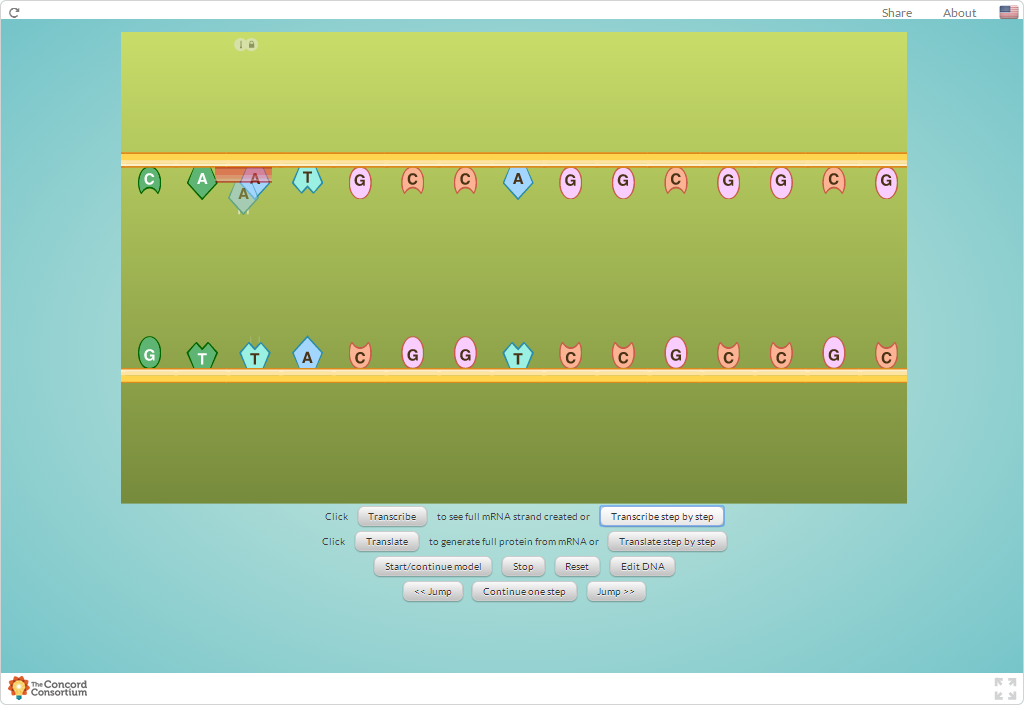 Share About
C A A T G C C A G G C G G C G
A
G T T A C G G T C C G C C G C
Click Transcribe to see full mRNA strand created or Transcribe step by step
Click Translate to generate full protein from mRNA or Translate step by step
Start/continue model Stop Reset Edit DNA
<< Jump Continue one step Jump >>
The Concord
Consortium